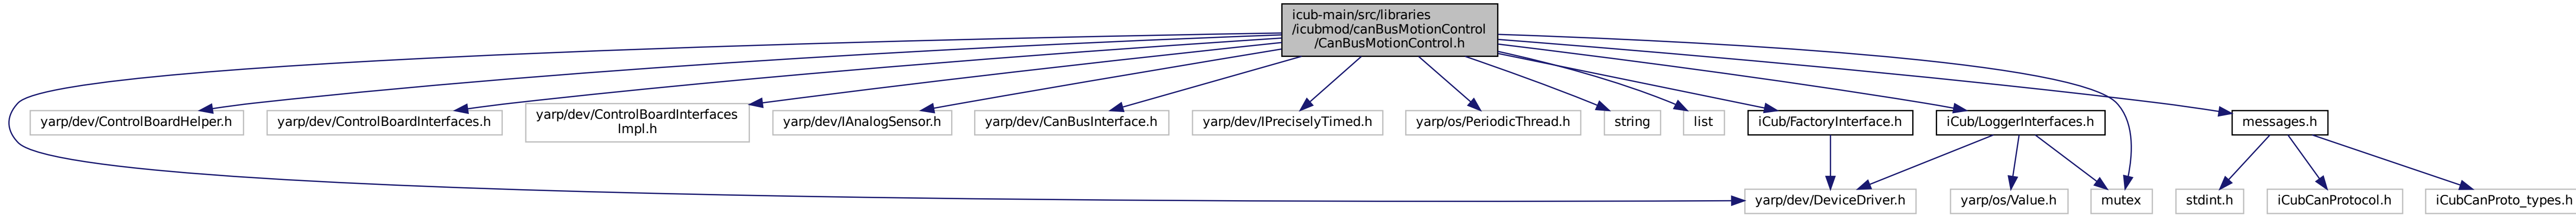 icub-main/src/libraries
/icubmod/canBusMotionControl
/CanBusMotionControl.h
yarp/dev/ControlBoardHelper.h
yarp/dev/ControlBoardInterfaces.h
yarp/dev/ControlBoardInterfaces
Impl.h
yarp/dev/IAnalogSensor.h
yarp/dev/CanBusInterface.h
yarp/dev/IPreciselyTimed.h
yarp/os/PeriodicThread.h
string
list
iCub/FactoryInterface.h
iCub/LoggerInterfaces.h
messages.h
yarp/dev/DeviceDriver.h
yarp/os/Value.h
mutex
stdint.h
iCubCanProtocol.h
iCubCanProto_types.h